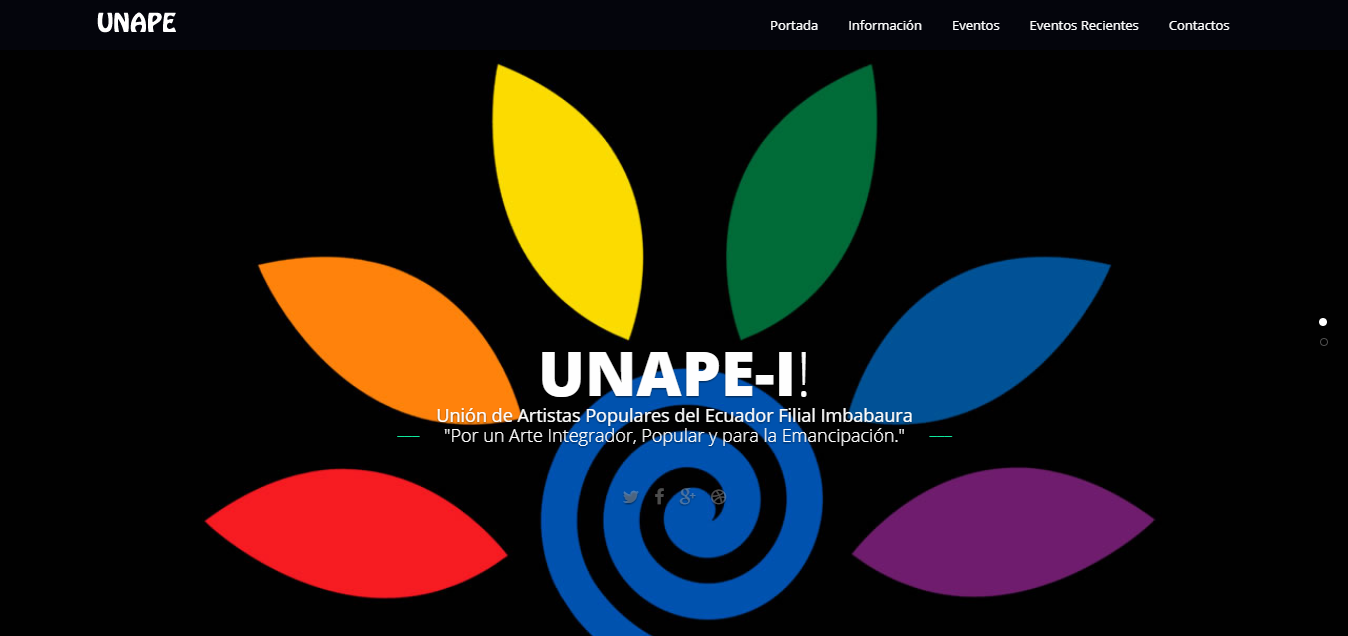 UNAPE
Portada Información Eventos Eventos Recientes Contactos
UNAPE-I!
Unión de Artistas Populares del Ecuador Filial Imbabaura
"Por un Arte Integrador, Popular y para la Emancipación."